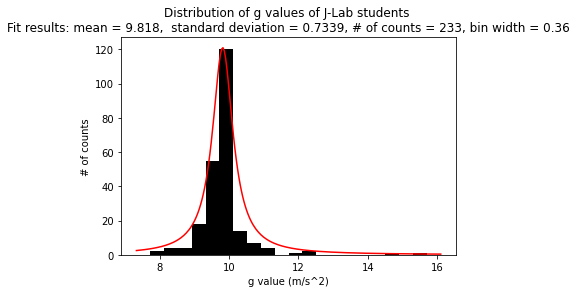 Distribution of g values of J-Lab students
Fit results: mean = 9.818,  standard deviation = 0.7339, # of counts = 233, bin width = 0.36
120
100
80
60
40
20
0
# of counts
8 10 12 14 16
g value (m/s^2)